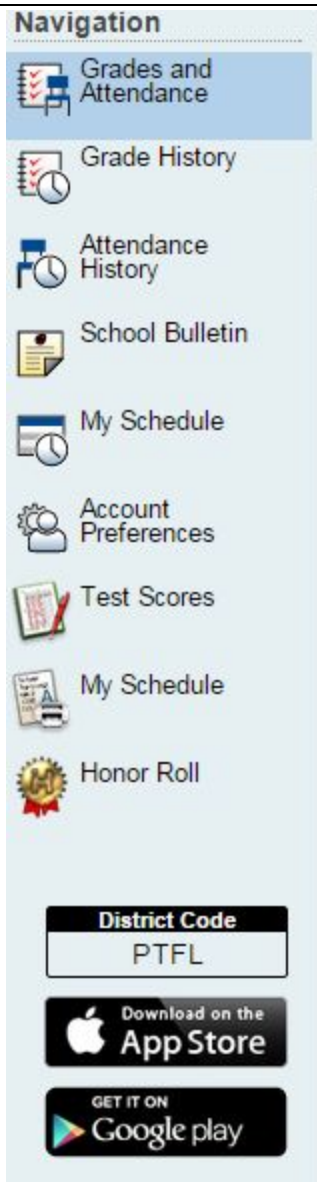 Navigation
Grades and
Attendance
Grade History
Attendance
History
School Bulletin
My Schedule
Account
Preferences
Test Scores
My Schedule
Honor Roll
District Code
PTFL
Download on the
App Store
GET IT ON
Google play